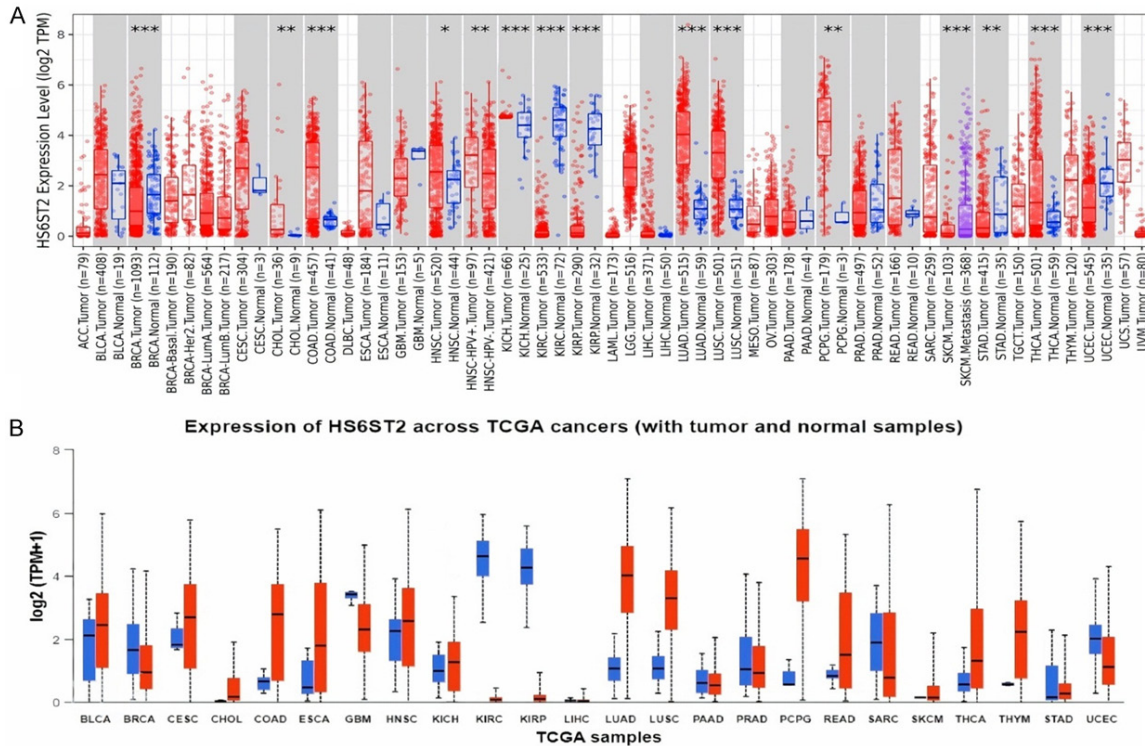 A
HS6ST2 Expression Level (log2 TPM)
8
6
4
2
0
*** ** *** * ** *** *** *** *** *** ** *** ** *** ***
ACC.Tumor (n=79)
BLCA.Tumor (n=408)
BLCA.Normal (n=19)
BRCA.Tumor (n=1093)
BRCA.Normal (n=112)
BRCA-Basal.Tumor (n=190)
BRCA-Her2.Tumor (n=82)
BRCA-LumA.Tumor (n=564)
BRCA-LumB.Tumor (n=217)
CESC.Tumor (n=304)
CESC.Normal (n=3)
CHOL.Tumor (n=36)
CHOL.Normal (n=9)
COAD.Tumor (n=457)
COAD.Normal (n=41)
DLBC.Tumor (n=48)
ESCA.Tumor (n=184)
ESCA.Normal (n=11)
GBM.Tumor (n=153)
GBM.Normal (n=5)
HNSC.Tumor (n=520)
HNSC.Normal (n=44)
HNSC-HPV+.Tumor (n=97)
HNSC-HPV-.Tumor (n=421)
KICH.Tumor (n=66)
KICH.Normal (n=25)
KIRC.Tumor (n=533)
KIRC.Normal (n=72)
KIRP.Tumor (n=290)
KIRP.Normal (n=32)
LAML.Tumor (n=173)
LGG.Tumor (n=516)
LIHC.Tumor (n=371)
LIHC.Normal (n=50)
LUAD.Tumor (n=515)
LUAD.Normal (n=59)
LUSC.Tumor (n=501)
LUSC.Normal (n=51)
MESO.Tumor (n=87)
OV.Tumor (n=303)
PAAD.Tumor (n=178)
PAAD.Normal (n=4)
PCPG.Tumor (n=179)
PCPG.Normal (n=3)
PRAD.Tumor (n=497)
PRAD.Normal (n=52)
READ.Tumor (n=166)
READ.Normal (n=10)
SARC.Tumor (n=259)
SKCM.Tumor (n=103)
SKCM.Metastasis (n=368)
STAD.Tumor (n=415)
STAD.Normal (n=35)
TGCT.Tumor (n=150)
THCA.Tumor (n=501)
THCA.Normal (n=59)
THYM.Tumor (n=120)
UCEC.Tumor (n=545)
UCEC.Normal (n=35)
UCS.Tumor (n=57)
UVM.Tumor (n=80)
B
Expression of HS6ST2 across TCGA cancers (with tumor and normal samples)
log2 (TPM+1)
8
6
4
2
0
BLCA BRCA CESC CHOL COAD ESCA GBM HNSC KICH KIRC KIRP LIHC LUAD LUSC PAAD PRAD PCPG READ SARC SKCM THCA THYM STAD UCEC
TCGA samples